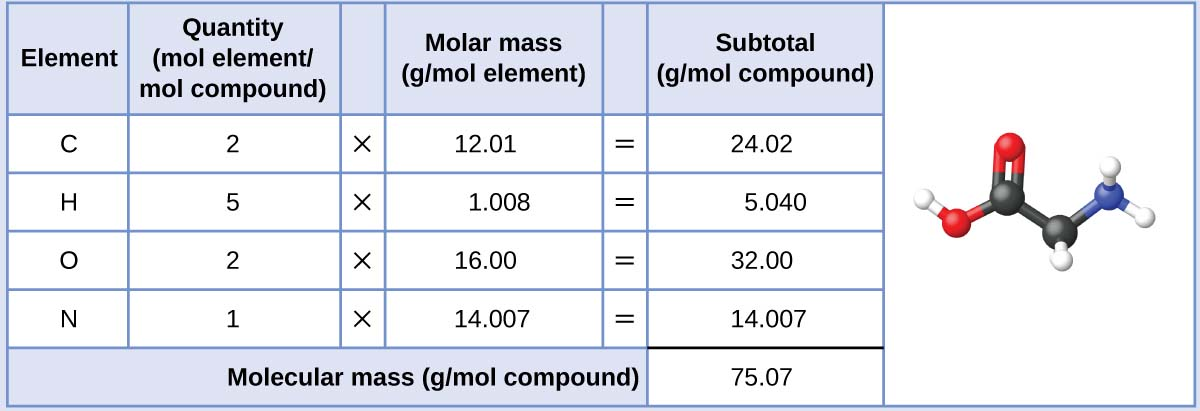 Element
Quantity
(mol element/
mol compound)
Molar mass
(g/mol element)
Subtotal
(g/mol compound)
C 2 × 12.01 = 24.02
H 5 × 1.008 = 5.040
O 2 × 16.00 = 32.00
N 1 × 14.007 = 14.007
Molecular mass (g/mol compound) 75.07